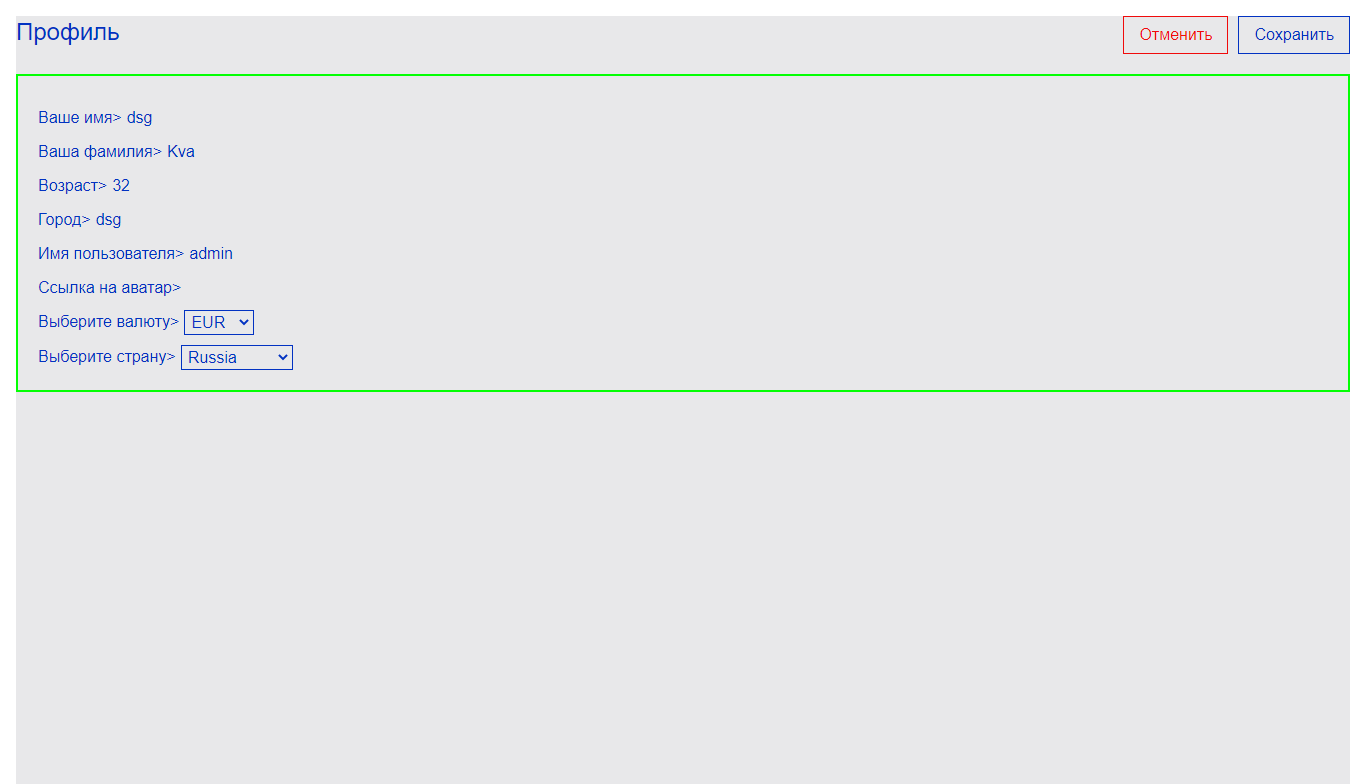 Профиль
Отменить
Сохранить
Ваше имя> dsg
Ваша фамилия> Kva
Возраст> 32
Город> dsg
Имя пользователя> admin
Ссылка на аватар>
Выберите валюту> EUR
Выберите страну> Russia